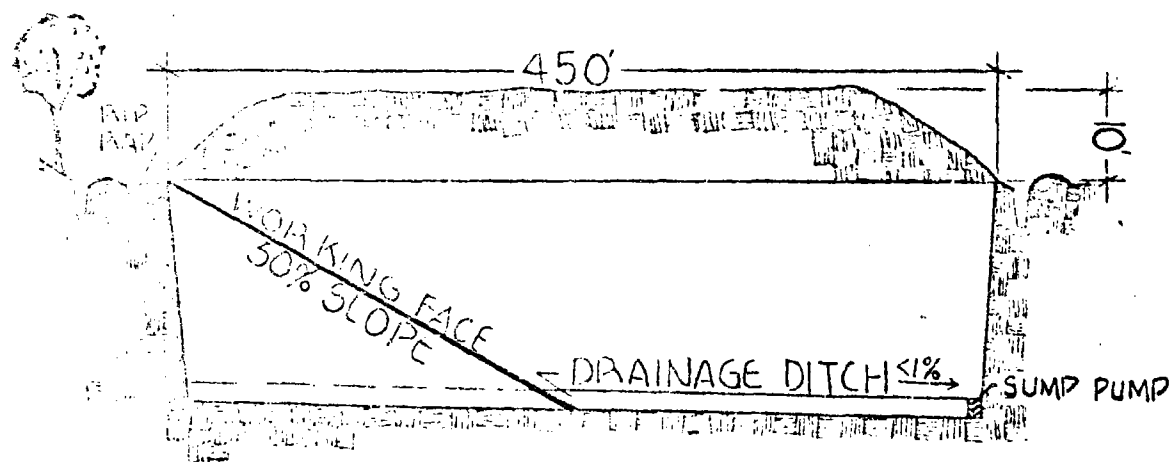 450'
RIP
RAP
10'
WORKING FACE
50% SLOPE
DRAINAGE DITCH <1%
SUMP PUMP